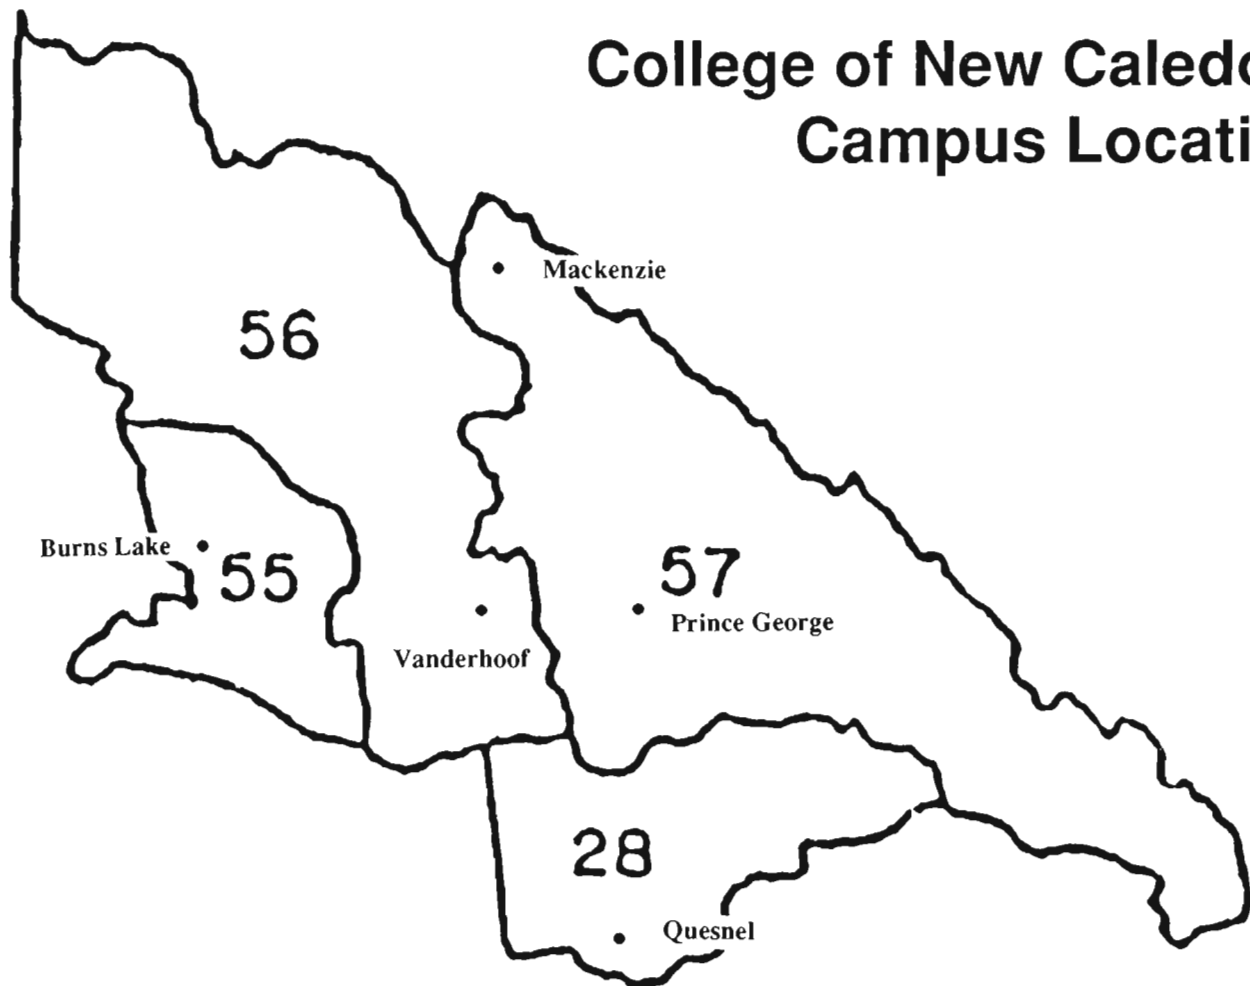 College of New Caledo
Campus Locati
Mackenzie
56
Burns Lake
55
57
Prince George
Vanderhoof
28
Quesnel